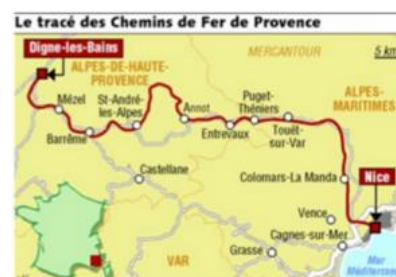 Le tracé des Chemins de Fer de Provence
Digne-les-Bains
MERCANTOUR
5 km
ALPES-DE-HAUTE-
PROVENCE
Mézel
St-André-
les-Alpes
Annot
Puget-
Théniers
ALPES-
MARITIMES
Barrême
Entrevaux
Touët-
sur-Var
Castellane
Colomars-La Manda
Nice
Vence
Cagnes-sur-Mer
VAR
Grasse
Mer
Méditerranée